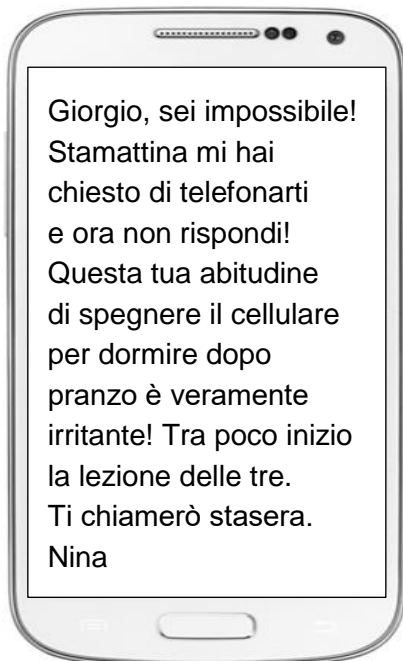 Giorgio, sei impossibile!
Stamattina mi hai
chiesto di telefonarti
e ora non rispondi!
Questa tua abitudine
di spegnere il cellulare
per dormire dopo
pranzo è veramente
irritante! Tra poco inizio
la lezione delle tre.
Ti chiamerò stasera.
Nina